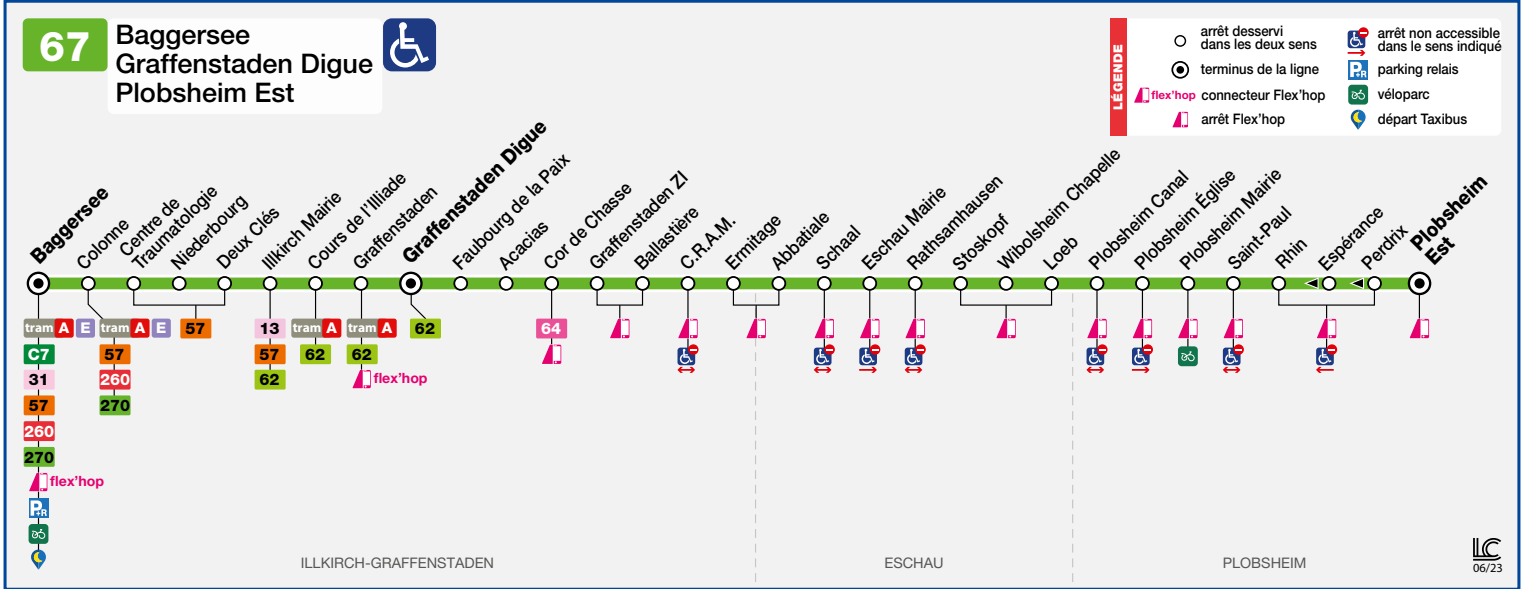 67
Baggersee
Graffenstaden Digue
Plobsheim Est
LÉGENDE
arrêt desservi
dans les deux sens
terminus de la ligne
flex'hop connecteur Flex'hop
arrêt Flex'hop
arrêt non accessible
dans le sens indiqué
P+R parking relais
véloparc
départ Taxibus
Baggersee
Colonne
Centre de
Traumatologie
Niederbourg
Deux Clés
Illkirch Mairie
Cours de l'Illiade
Graffenstaden
Graffenstaden Digue
Faubourg de la Paix
Acacias
Cor de Chasse
Graffenstaden ZI
Ballastière
C.R.A.M.
Ermitage
Abbatiale
Schaal
Eschau Mairie
Rathsamhausen
Stoskopf
Wibolsheim Chapelle
Loeb
Plobsheim Canal
Plobsheim Église
Plobsheim Mairie
Saint-Paul
Rhin
Espérance
Perdrix
Plobsheim
Est
tram A E
C7
31
57
260
270
flex'hop
P+R
tram A E
57
260
270
57
13
57
62
tram A
62
tram A
62
flex'hop
62
64
ILLKIRCH-GRAFFENSTADEN
ESCHAU
PLOBSHEIM
LC
06/23